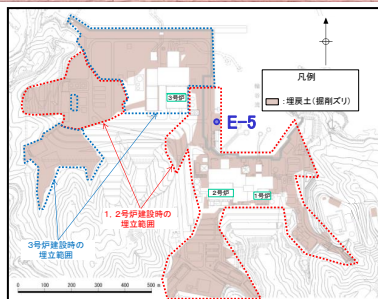 凡例
:埋戻土(掘削ズリ)
3号炉
E-5
2号炉
1号炉
1, 2号炉建設時の
埋立範囲
3号炉建設時の
埋立範囲
0 100 200 300 400 500 m